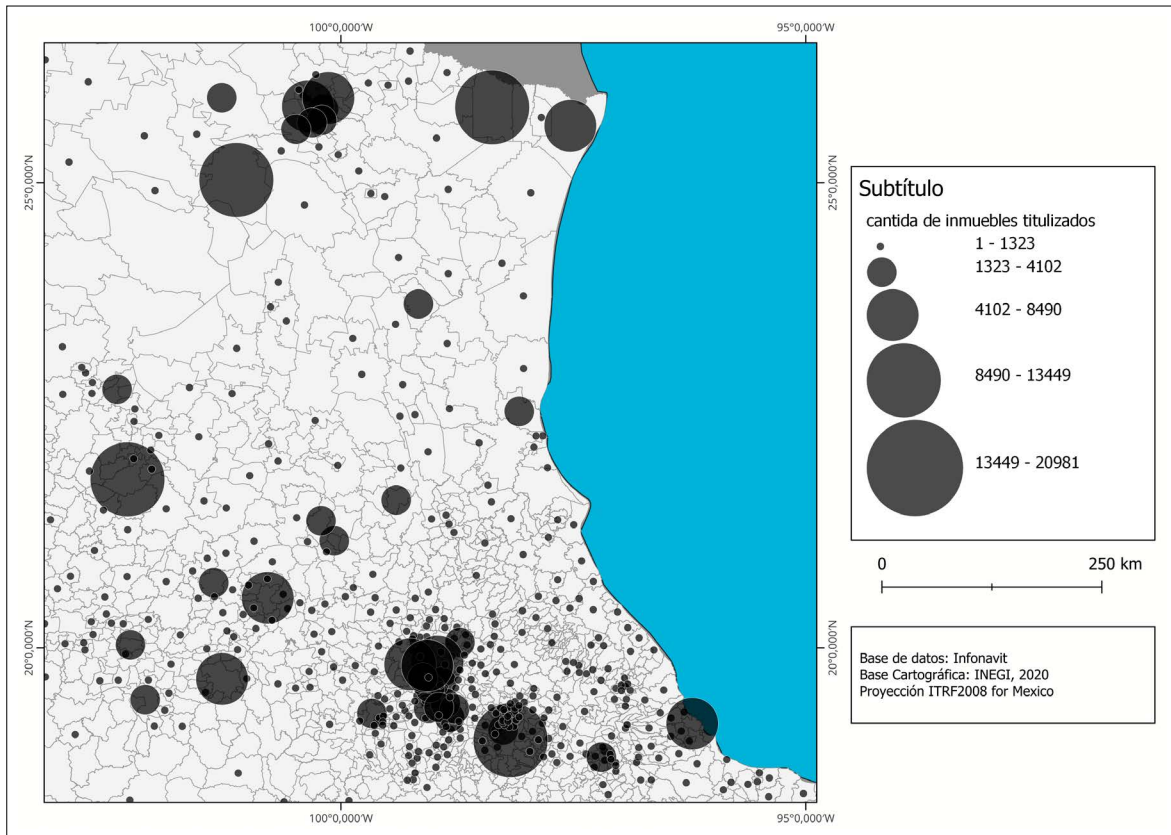 100°0,000'W
95°0,000'W
25°0,000'N
25°0,000'N
20°0,000'N
20°0,000'N
100°0,000'W
95°0,000'W
Subtítulo
cantida de inmuebles titulizados
1 - 1323
1323 - 4102
4102 - 8490
8490 - 13449
13449 - 20981
0
250 km
Base de datos: Infonavit
Base Cartográfica: INEGI, 2020
Proyección ITRF2008 for Mexico